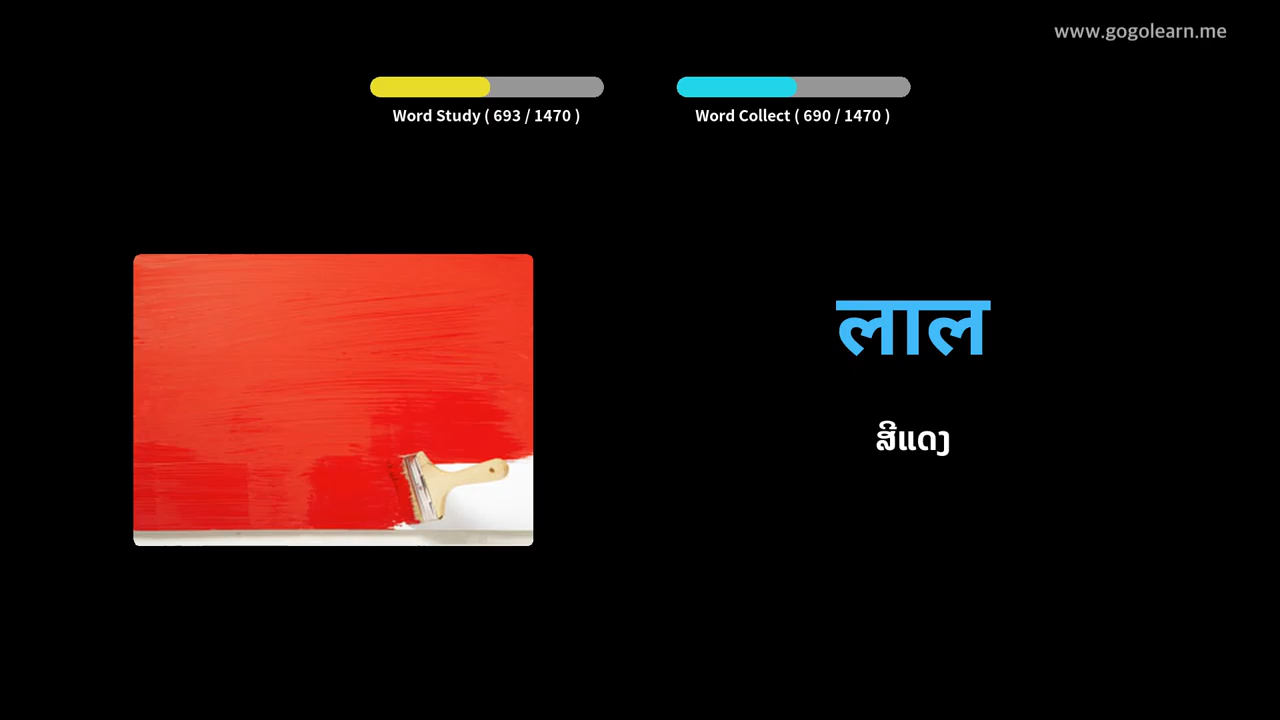 www.gogolearn.me
Word Study ( 693 / 1470 )
Word Collect ( 690 / 1470 )
लाल
ສີແດງ